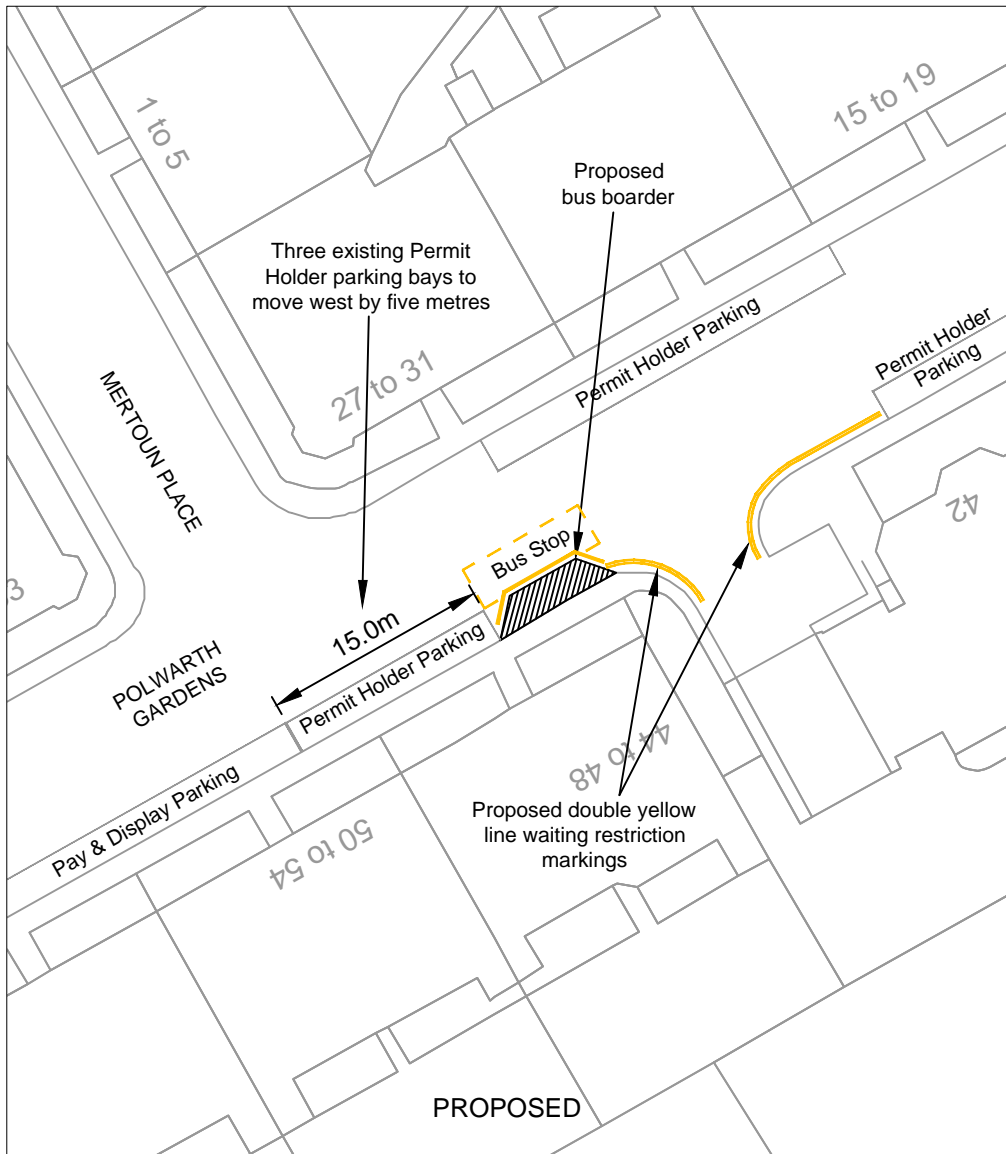 1 to 5
15 to 19
Proposed
bus boarder
Three existing Permit
Holder parking bays to
move west by five metres
Permit Holder
Parking
Permit Holder Parking
27 to 31
MERTOUN PLACE
42
Bus Stop
15.0m
3
Permit Holder Parking
POLWARTH
GARDENS
44 to 48
Pay & Display Parking
Proposed double yellow
line waiting restriction
markings
50 to 54
PROPOSED